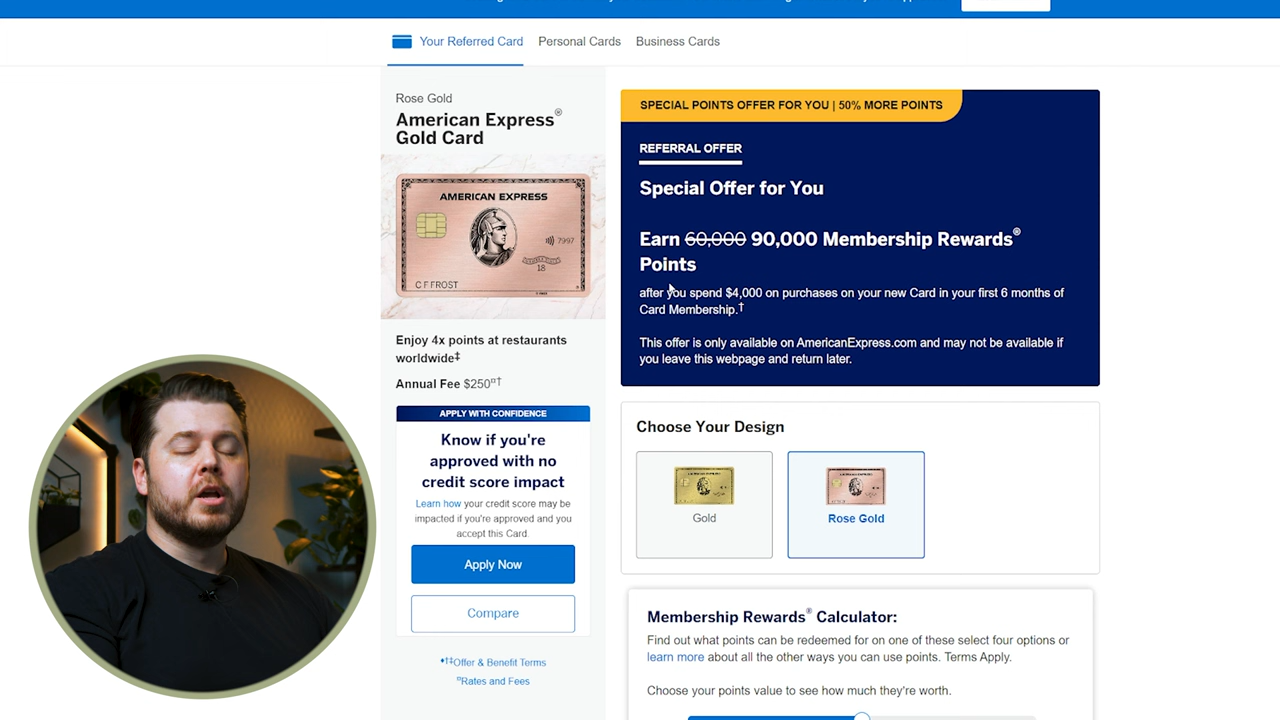 Your Referred Card Personal Cards Business Cards
Rose Gold
American Express®
Gold Card
AMERICAN EXPRESS
7997
18
C F FROST
Enjoy 4x points at restaurants
worldwide‡
Annual Fee $250¤†
APPLY WITH CONFIDENCE
Know if you're
approved with no
credit score impact
Learn how your credit score may be
impacted if you're approved and you
accept this Card.
Apply Now
Compare
♦†‡Offer & Benefit Terms
¤Rates and Fees
SPECIAL POINTS OFFER FOR YOU | 50% MORE POINTS
REFERRAL OFFER
Special Offer for You
Earn 60,000 90,000 Membership Rewards®
Points
after you spend $4,000 on purchases on your new Card in your first 6 months of
Card Membership.†
This offer is only available on AmericanExpress.com and may not be available if
you leave this webpage and return later.
Choose Your Design
Gold
Rose Gold
Membership Rewards® Calculator:
Find out what points can be redeemed for on one of these select four options or
learn more about all the other ways you can use points. Terms Apply.
Choose your points value to see how much they're worth.